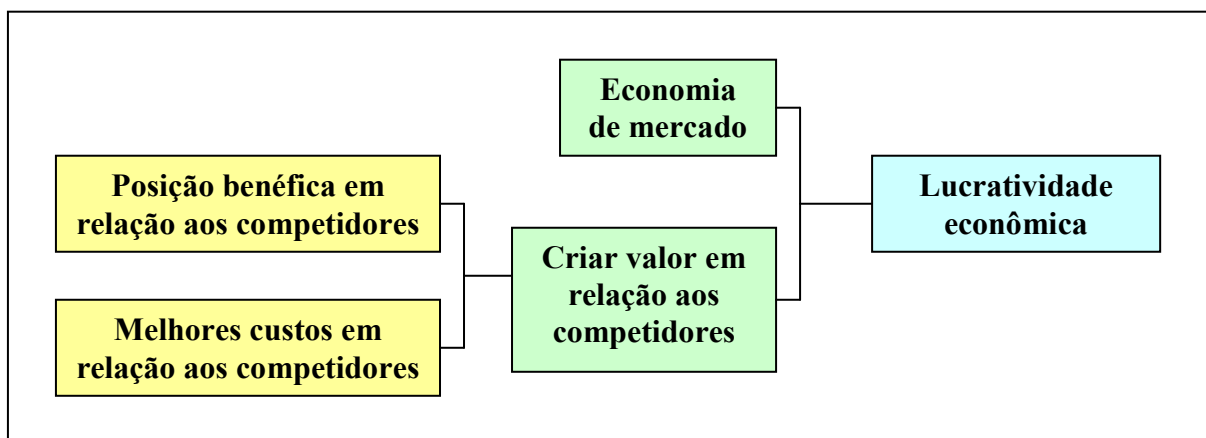 Economia
de mercado
Posição benéfica em
relação aos competidores
Lucratividade
econômica
Criar valor em
relação aos
competidores
Melhores custos em
relação aos competidores